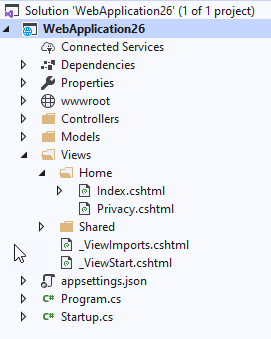 Solution 'WebApplication26' (1 of 1 project)
WebApplication26
Connected Services
Dependencies
Properties
wwwroot
Controllers
Models
Views
Home
Index.cshtml
Privacy.cshtml
Shared
_ViewImports.cshtml
_ViewStart.cshtml
appsettings.json
C# Program.cs
C# Startup.cs